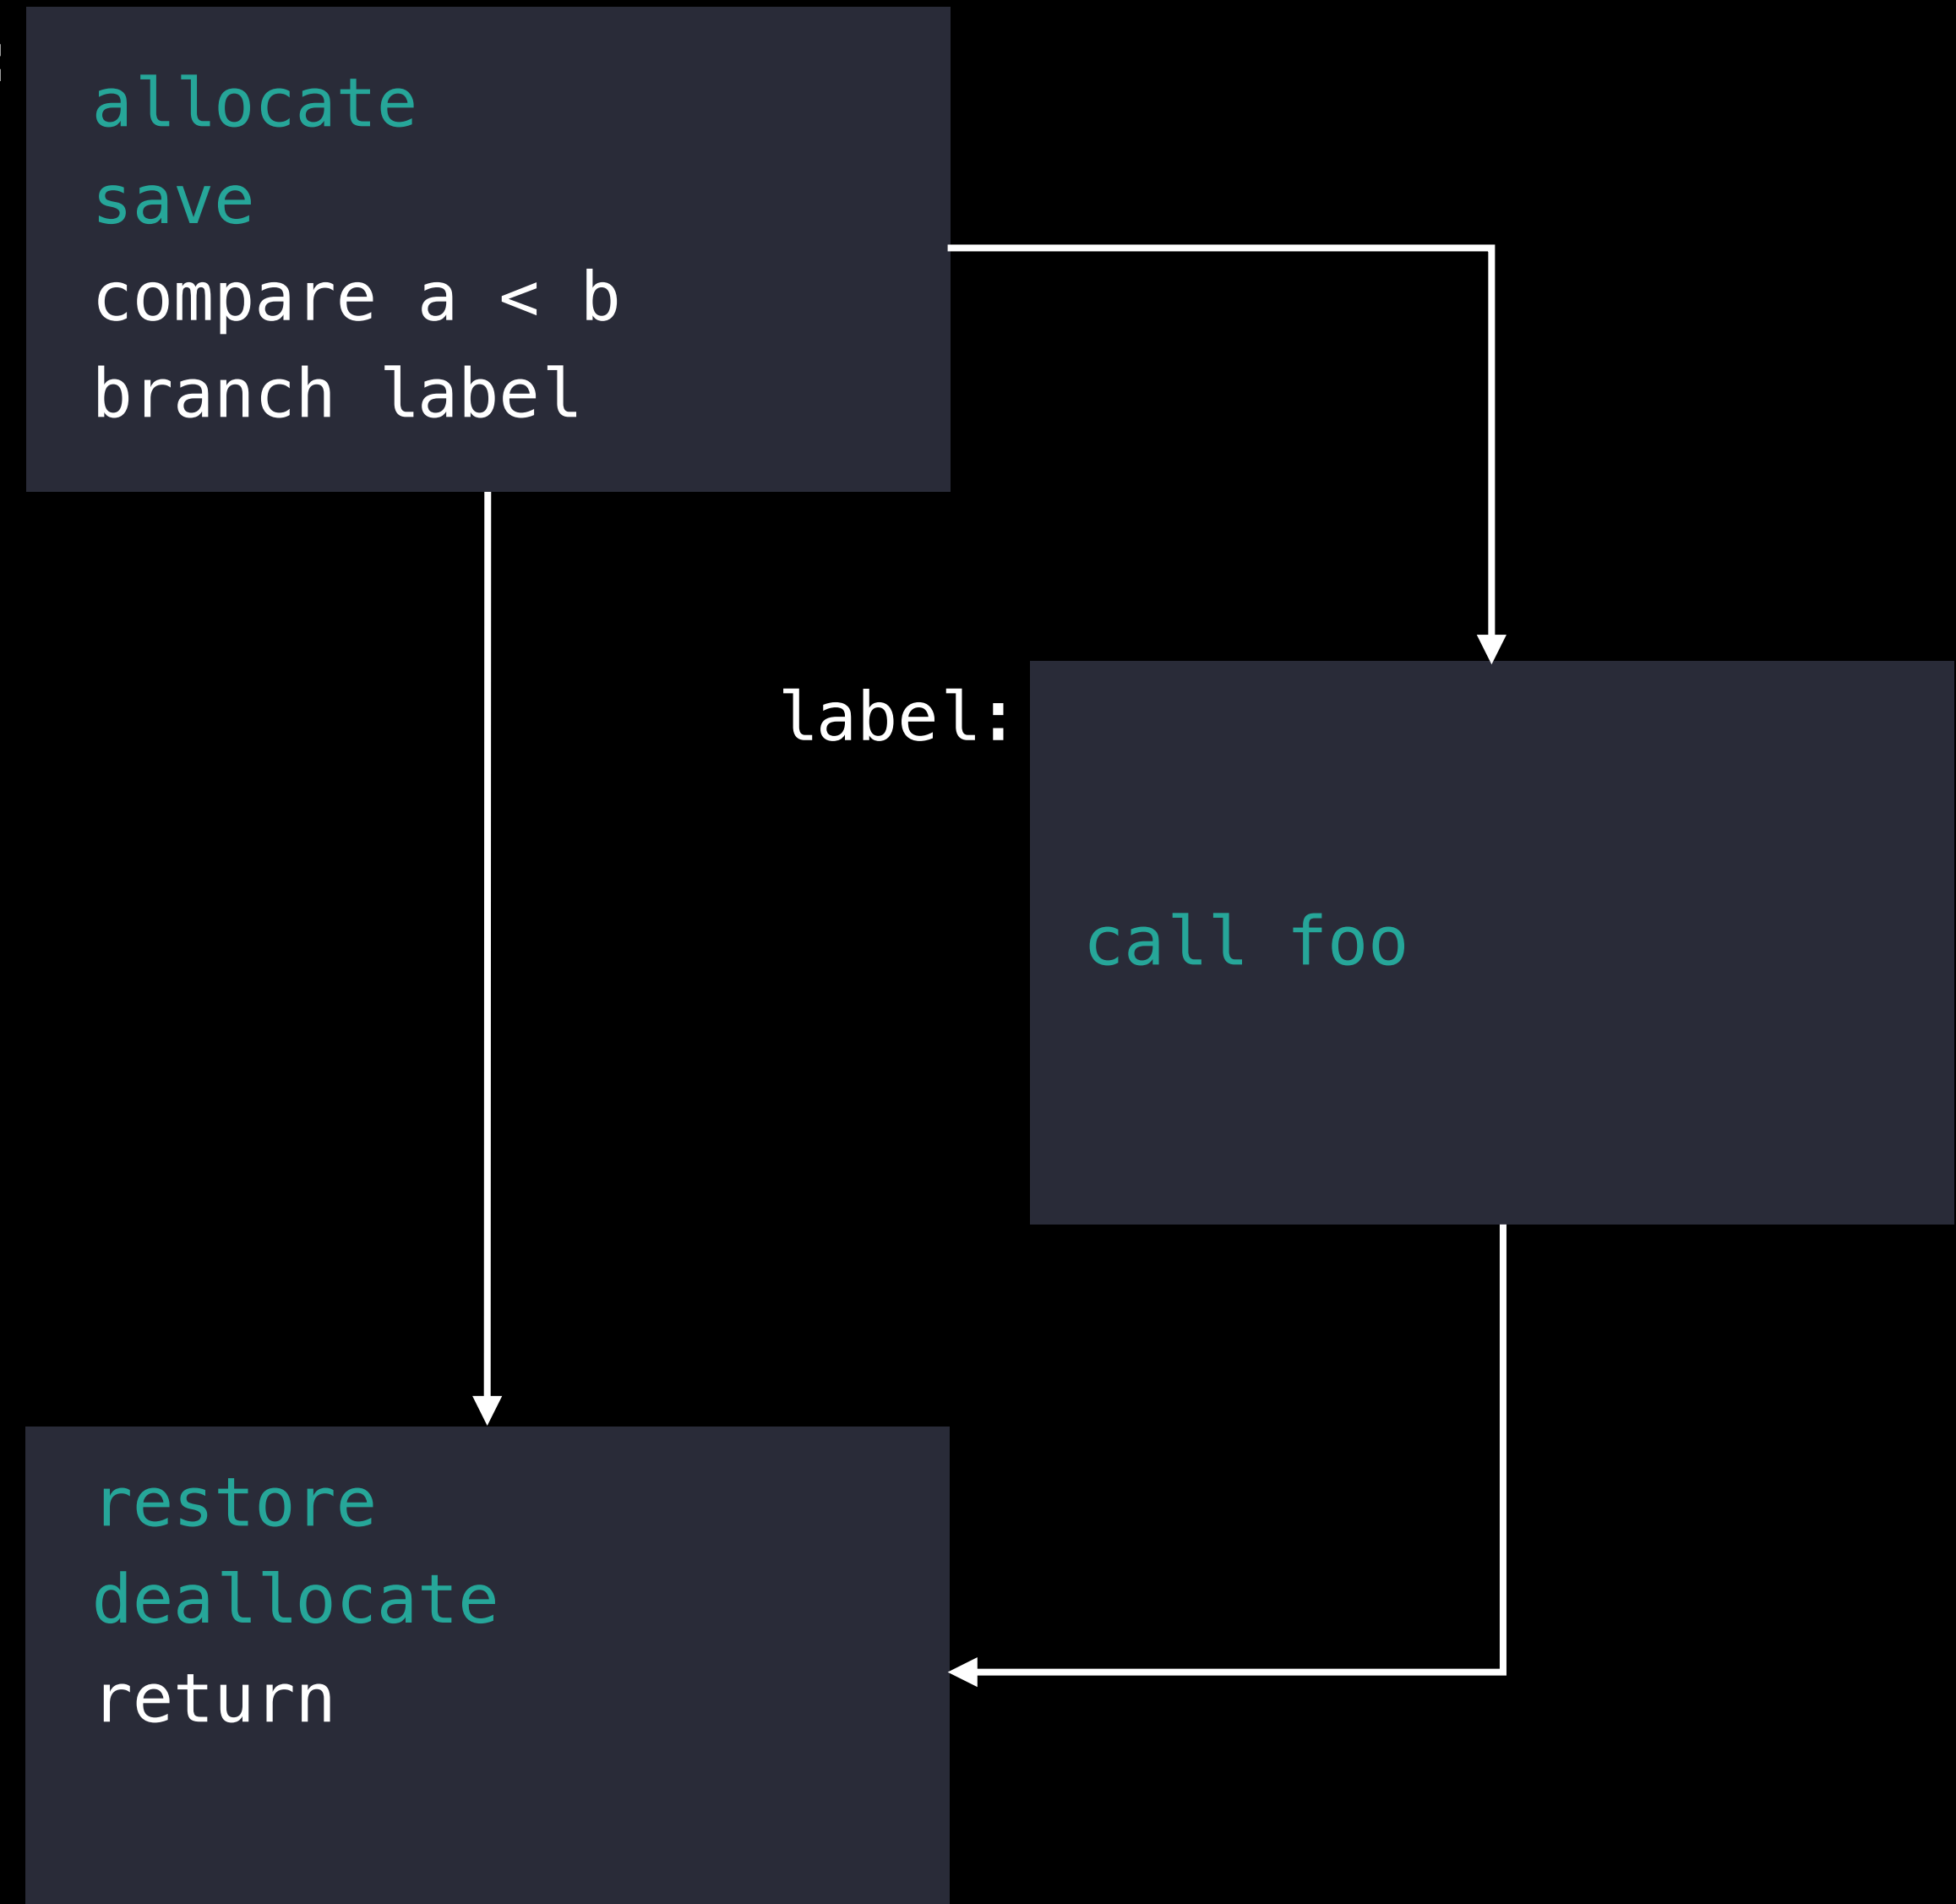 allocate
save
compare a < b
branch label
label:
call foo
restore
deallocate
return